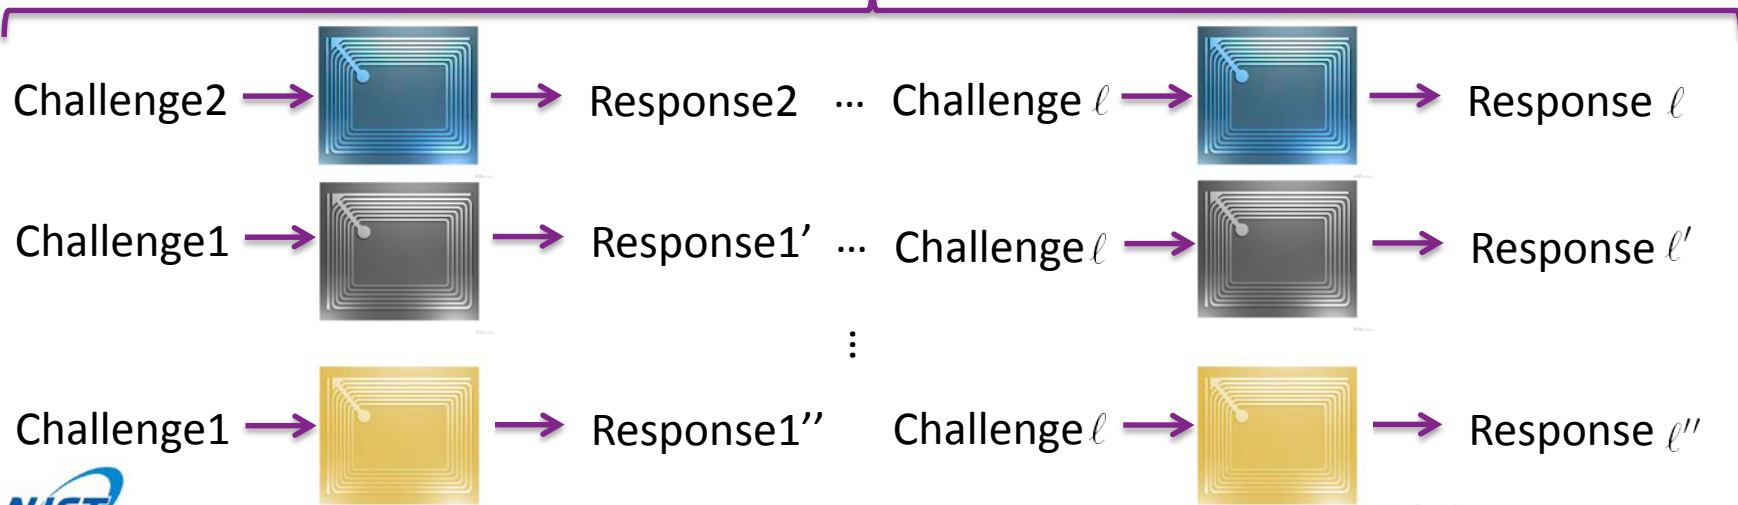 Challenge2 → Response2 ... Challenge ℓ → Response ℓ
Challenge1 → Response1’ ... Challenge ℓ → Response ℓ′
⋮
Challenge1 → Response1’’ Challenge ℓ → Response ℓ′′